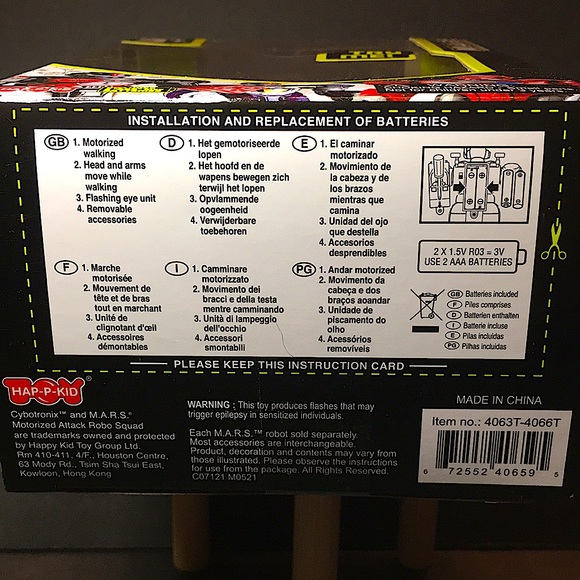 INSTALLATION AND REPLACEMENT OF BATTERIES
GB 1. Motorized
walking
2. Head and arms
move while
walking
3. Flashing eye unit
4. Removable
accessories
D 1. Het gemotoriseerde
lopen
2. Het hoofd en de
wapens bewegen zich
terwijl het lopen
3. Opvlammende
oogeenheid
4. Verwijderbare
toebehoren
E 1. El caminar
motorizado
2. Movimiento de
la cabeza y de
los brazos
mientras que
camina
3. Unidad del ojo
que destella
4. Accesorios
desprendibles
2 X 1.5V R03 = 3V
USE 2 AAA BATTERIES
F 1. Marche
motorisée
2. Mouvement de
tête et de bras
tout en marchant
3. Unité de
clignotant d'œil
4. Accessoires
démontables
I 1. Camminare
motorizzato
2. Movimento dei
bracci e della testa
mentre camminando
3. Unità di lampeggio
dell'occhio
4. Accessori
smontabili
PG 1. Andar motorized
2. Movimento da
cabeça e dos
braços aoandar
3. Unidade de
piscamento do
olho
4. Acessórios
removíveis
GB Batteries included
F Piles comprises
D Batterien enthalten
I Batterie incluse
E Pilas incluidas
PG Pilhas incluidas
PLEASE KEEP THIS INSTRUCTION CARD
HAP-P-KID ®
TOY
Cybotronix™ and M.A.R.S.™
Motorized Attack Robo Squad
are trademarks owned and protected
by Happy Kid Toy Group Ltd.
Rm 410-411, 4/F., Houston Centre,
63 Mody Rd., Tsim Sha Tsui East,
Kowloon, Hong Kong
WARNING : This toy produces flashes that may
trigger epilepsy in sensitized individuals.
Each M.A.R.S.™ robot sold separately.
Most accessories are interchangeable.
Product, decoration and contents may vary from
those illustrated. Please observe the instructions
for use from the package. All Rights Reserved.
C07121 M0521
MADE IN CHINA
Item no.: 4063T-4066T
6 72552 40659 5